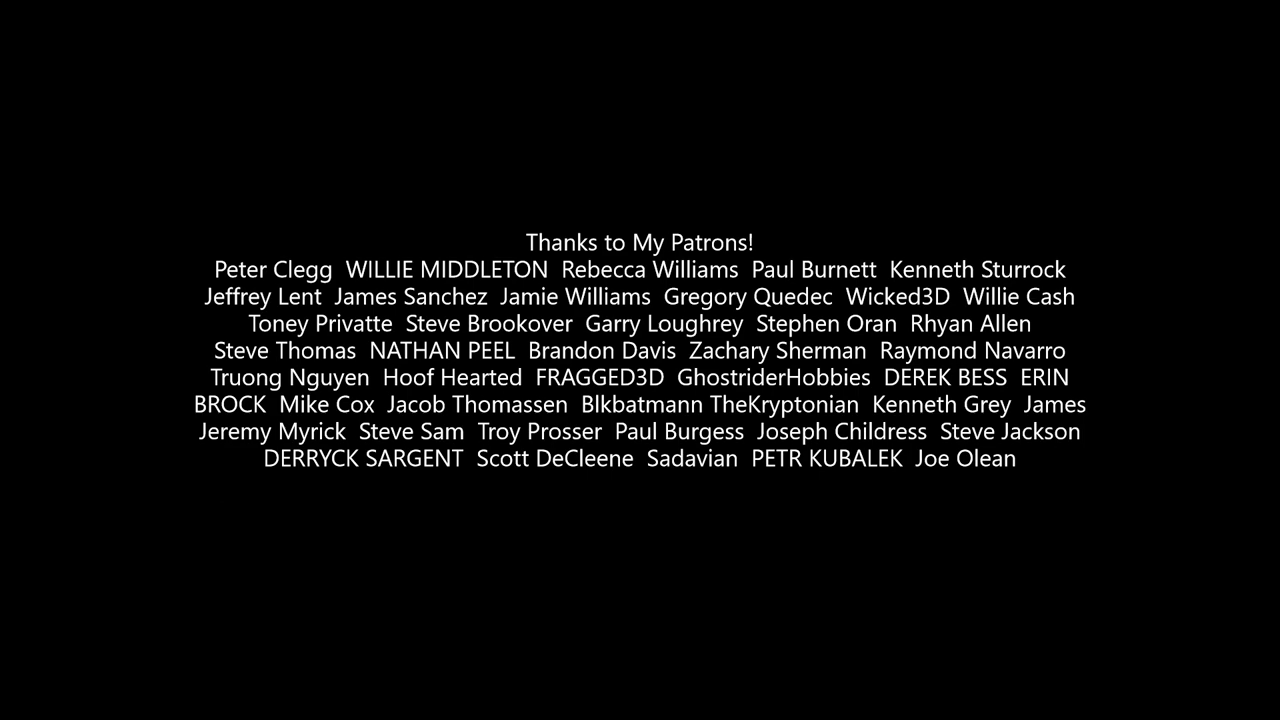 Thanks to My Patrons!
Peter Clegg  WILLIE MIDDLETON  Rebecca Williams  Paul Burnett  Kenneth Sturrock
Jeffrey Lent  James Sanchez  Jamie Williams  Gregory Quedec  Wicked3D  Willie Cash
Toney Privatte  Steve Brookover  Garry Loughrey  Stephen Oran  Rhyan Allen
Steve Thomas  NATHAN PEEL  Brandon Davis  Zachary Sherman  Raymond Navarro
Truong Nguyen  Hoof Hearted  FRAGGED3D  GhostriderHobbies  DEREK BESS  ERIN
BROCK  Mike Cox  Jacob Thomassen  Blkbatmann TheKryptonian  Kenneth Grey  James
Jeremy Myrick  Steve Sam  Troy Prosser  Paul Burgess  Joseph Childress  Steve Jackson
DERRYCK SARGENT  Scott DeCleene  Sadavian  PETR KUBALEK  Joe Olean